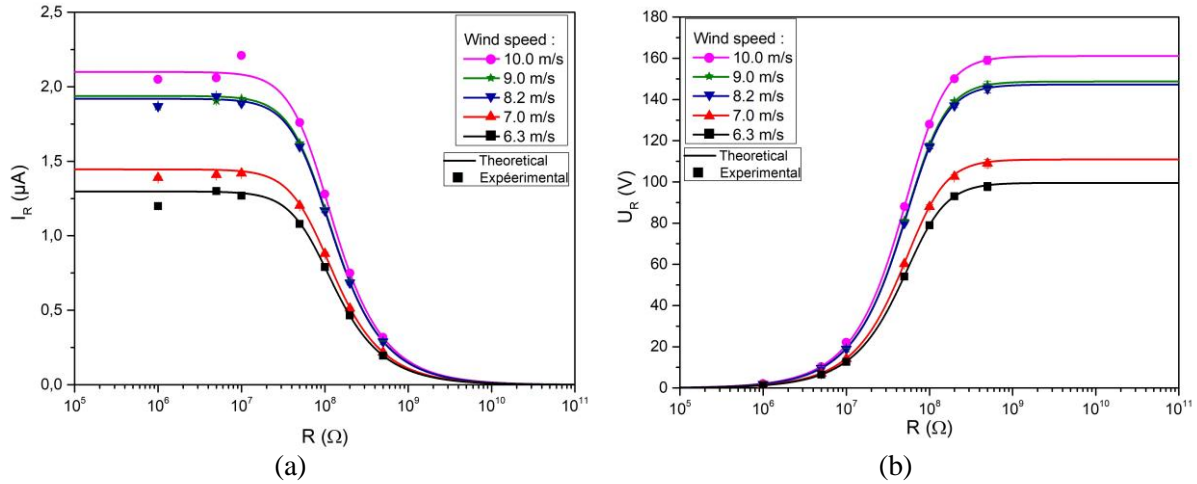 2,5
2,0
1,5
1,0
0,5
0,0
I_R (µA)
10^5 10^6 10^7 10^8 10^9 10^10 10^11
R (Ω)
Wind speed :
10.0 m/s
9.0 m/s
8.2 m/s
7.0 m/s
6.3 m/s
Theoretical
Expéerimental
(a)
180
160
140
120
100
80
60
40
20
0
U_R (V)
10^5 10^6 10^7 10^8 10^9 10^10 10^11
R (Ω)
Wind speed :
10.0 m/s
9.0 m/s
8.2 m/s
7.0 m/s
6.3 m/s
Theoretical
Experimental
(b)